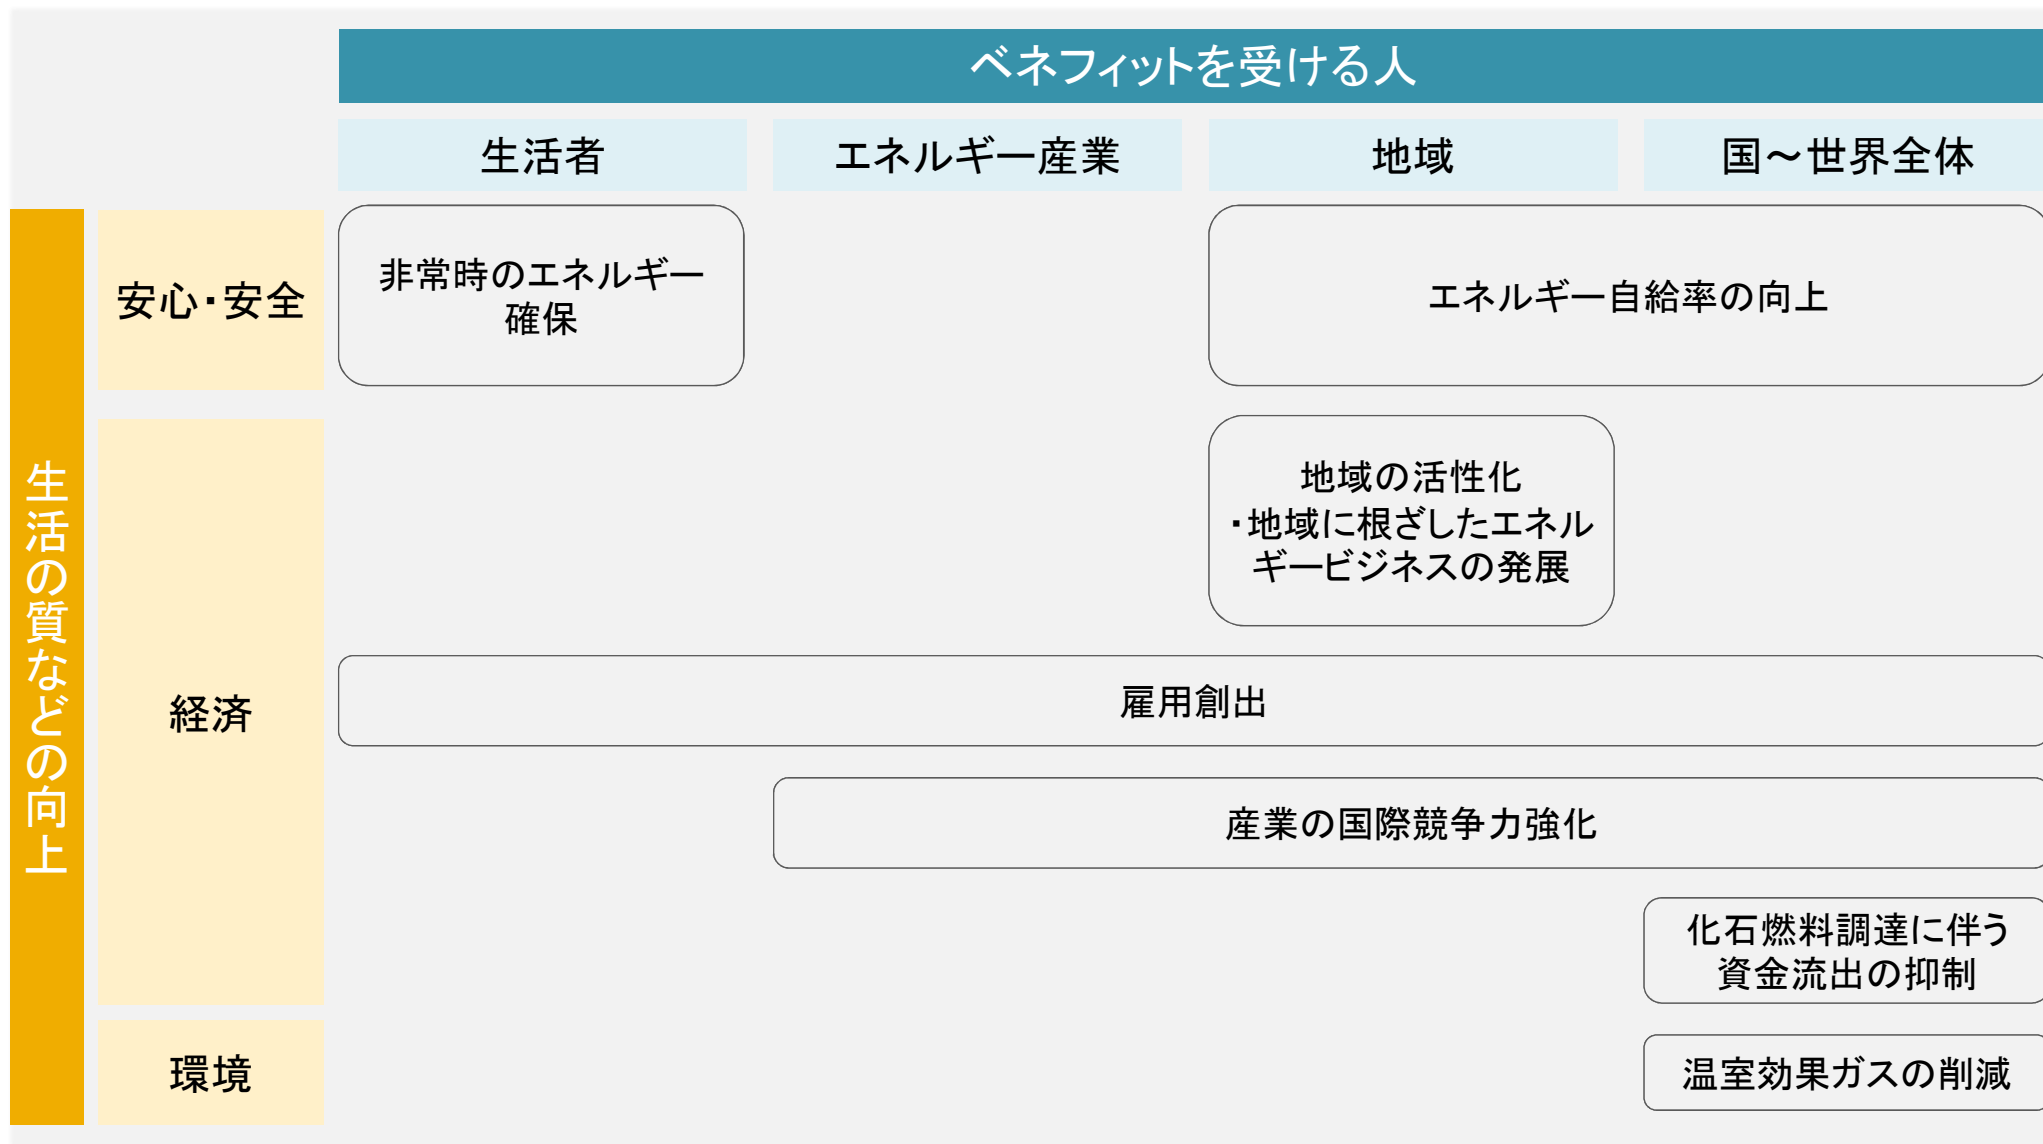 ベネフィットを受ける人
生活者
エネルギー産業
地域
国～世界全体
生活の質などの向上
安心・安全
非常時のエネルギー
確保
エネルギー自給率の向上
経済
地域の活性化
・地域に根ざしたエネル
ギービジネスの発展
雇用創出
産業の国際競争力強化
化石燃料調達に伴う
資金流出の抑制
環境
温室効果ガスの削減